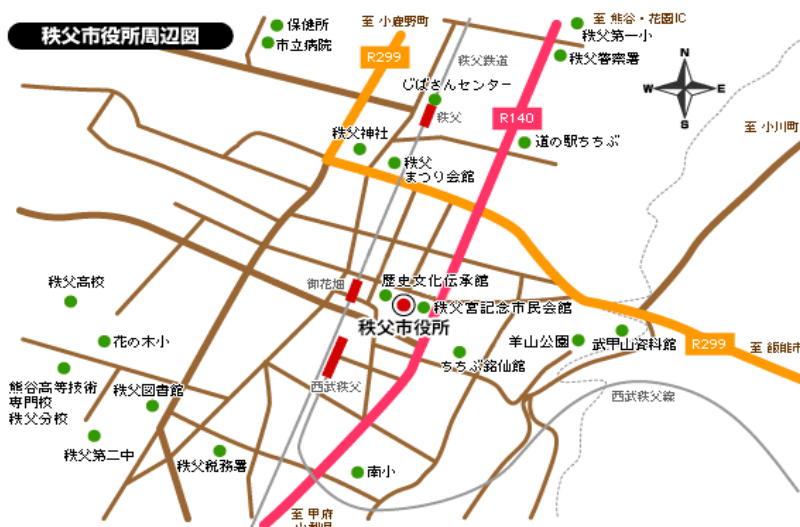 秩父市役所周辺図
保健所
市立病院
至 小鹿野町
至 熊谷・花園IC
秩父第一小
秩父警察署
R299
秩父鉄道
じばさんセンター
秩父
R140
道の駅ちちぶ
N
W
E
S
至 小川町
秩父神社
秩父
まつり会館
秩父高校
御花畑
歴史文化伝承館
秩父宮記念市民会館
秩父市役所
花の木小
羊山公園
武甲山資料館
R299
至 飯能市
ちちぶ銘仙館
熊谷高等技術
専門校
秩父分校
秩父図書館
西武秩父
西武秩父線
秩父第二中
秩父税務署
南小
至 甲府